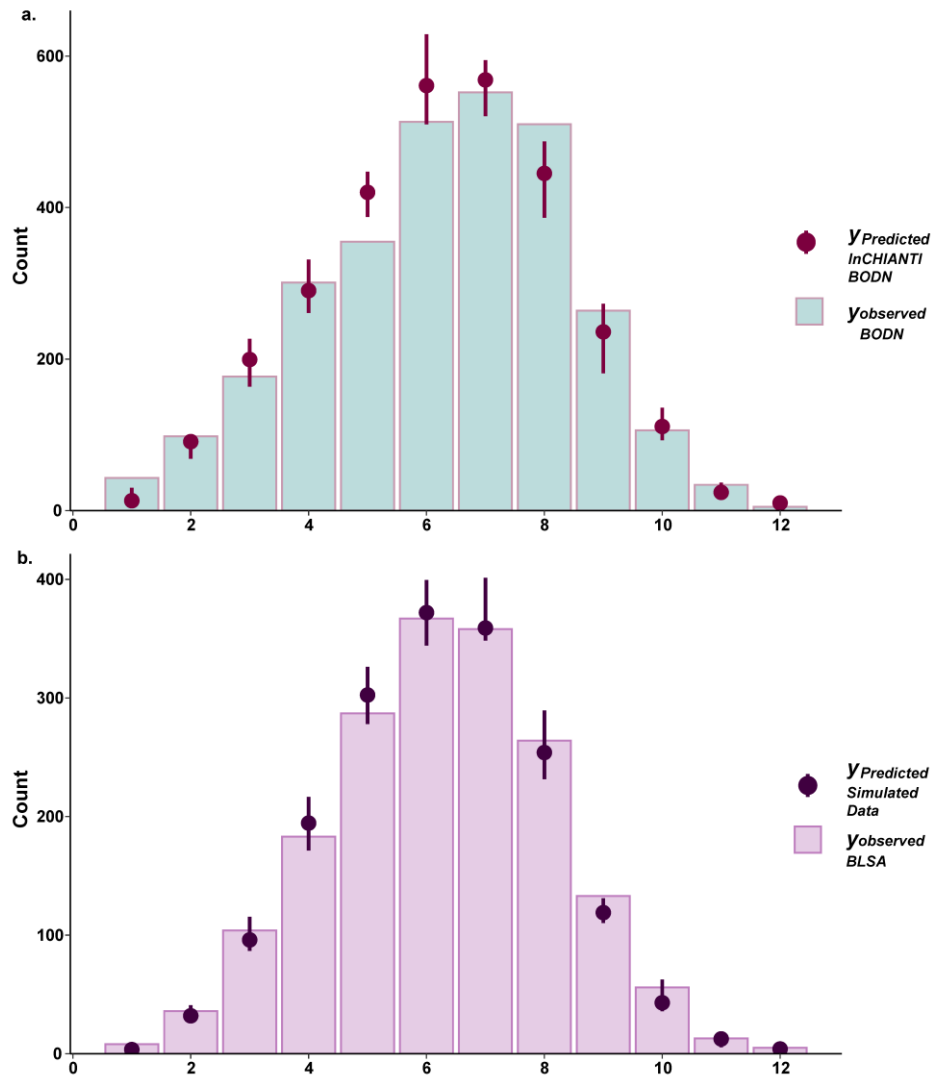 a.
600
400
200
0
Count
0 2 4 6 8 10 12
y Predicted
InCHIANTI
BODN
y observed
BODN
b.
400
300
200
100
0
Count
0 2 4 6 8 10 12
y Predicted
Simulated
Data
y observed
BLSA